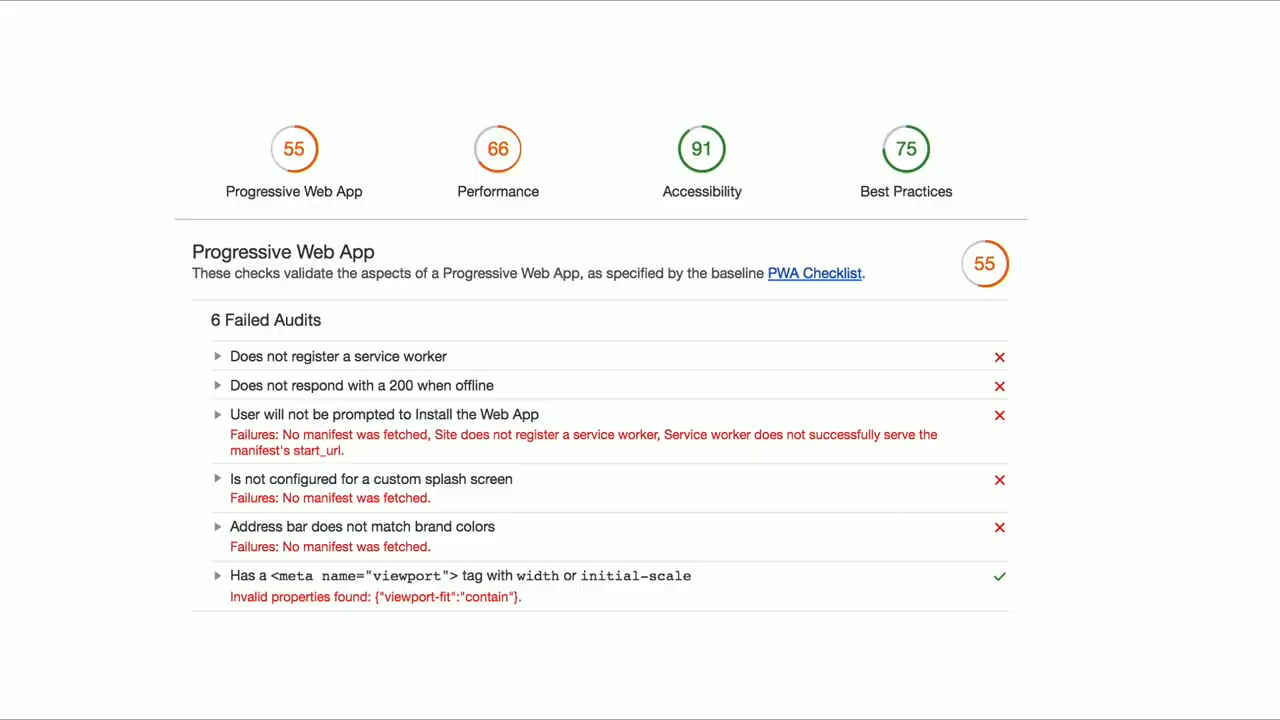 55
66
91
75
Progressive Web App
Performance
Accessibility
Best Practices
Progressive Web App
These checks validate the aspects of a Progressive Web App, as specified by the baseline PWA Checklist.
55
6 Failed Audits
Does not register a service worker
Does not respond with a 200 when offline
User will not be prompted to Install the Web App
Failures: No manifest was fetched, Site does not register a service worker, Service worker does not successfully serve the
manifest's start_url.
Is not configured for a custom splash screen
Failures: No manifest was fetched.
Address bar does not match brand colors
Failures: No manifest was fetched.
Has a <meta name="viewport"> tag with width or initial-scale
Invalid properties found: {"viewport-fit":"contain"}.